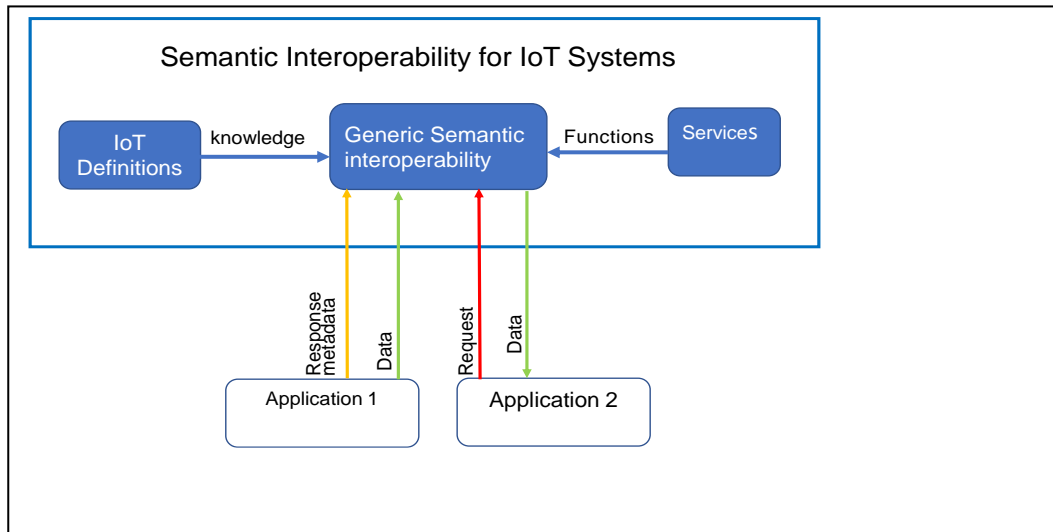 Semantic Interoperability for IoT Systems
IoT
Definitions
knowledge
Generic Semantic
interoperability
Functions
Services
Response
metadata
Data
Request
Data
Application 1
Application 2